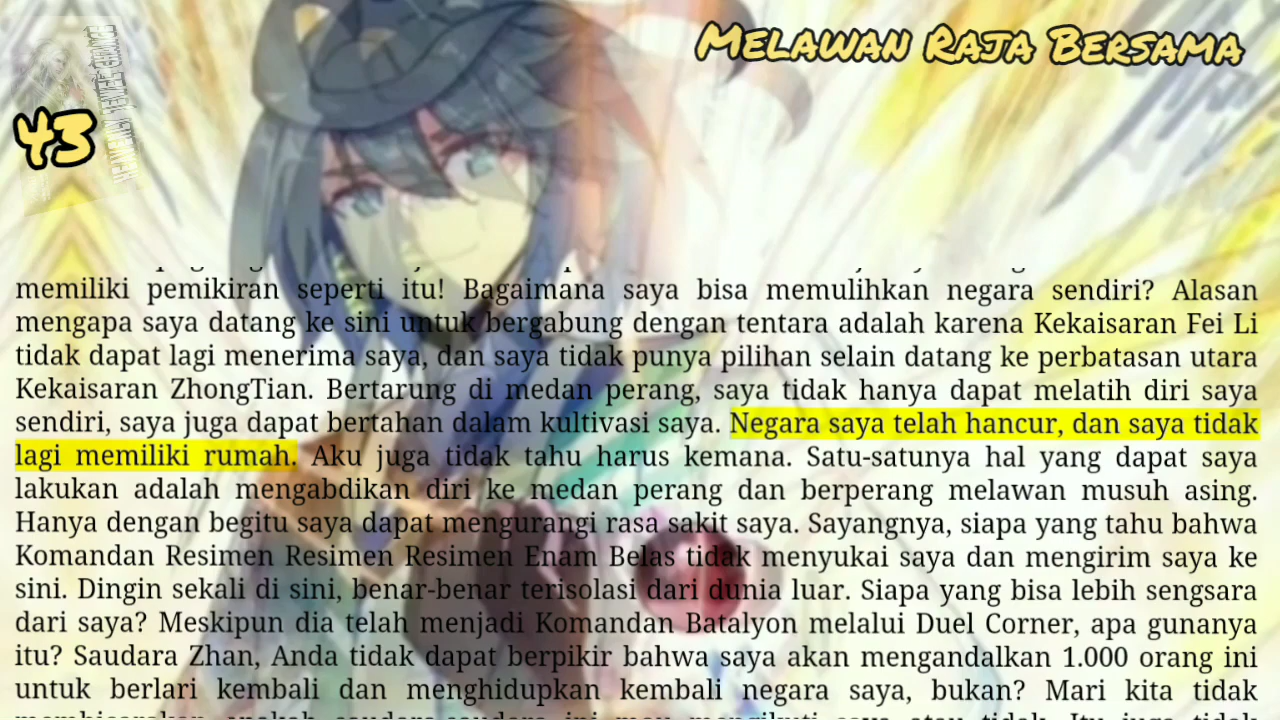 MELAWAN RAJA BERSAMA
43
HEAVENLY JEWEL CHANGE
memiliki pemikiran seperti itu! Bagaimana saya bisa memulihkan negara sendiri? Alasan
mengapa saya datang ke sini untuk bergabung dengan tentara adalah karena Kekaisaran Fei Li
tidak dapat lagi menerima saya, dan saya tidak punya pilihan selain datang ke perbatasan utara
Kekaisaran ZhongTian. Bertarung di medan perang, saya tidak hanya dapat melatih diri saya
sendiri, saya juga dapat bertahan dalam kultivasi saya. Negara saya telah hancur, dan saya tidak
lagi memiliki rumah. Aku juga tidak tahu harus kemana. Satu-satunya hal yang dapat saya
lakukan adalah mengabdikan diri ke medan perang dan berperang melawan musuh asing.
Hanya dengan begitu saya dapat mengurangi rasa sakit saya. Sayangnya, siapa yang tahu bahwa
Komandan Resimen Resimen Resimen Enam Belas tidak menyukai saya dan mengirim saya ke
sini. Dingin sekali di sini, benar-benar terisolasi dari dunia luar. Siapa yang bisa lebih sengsara
dari saya? Meskipun dia telah menjadi Komandan Batalyon melalui Duel Corner, apa gunanya
itu? Saudara Zhan, Anda tidak dapat berpikir bahwa saya akan mengandalkan 1.000 orang ini
untuk berlari kembali dan menghidupkan kembali negara saya, bukan? Mari kita tidak